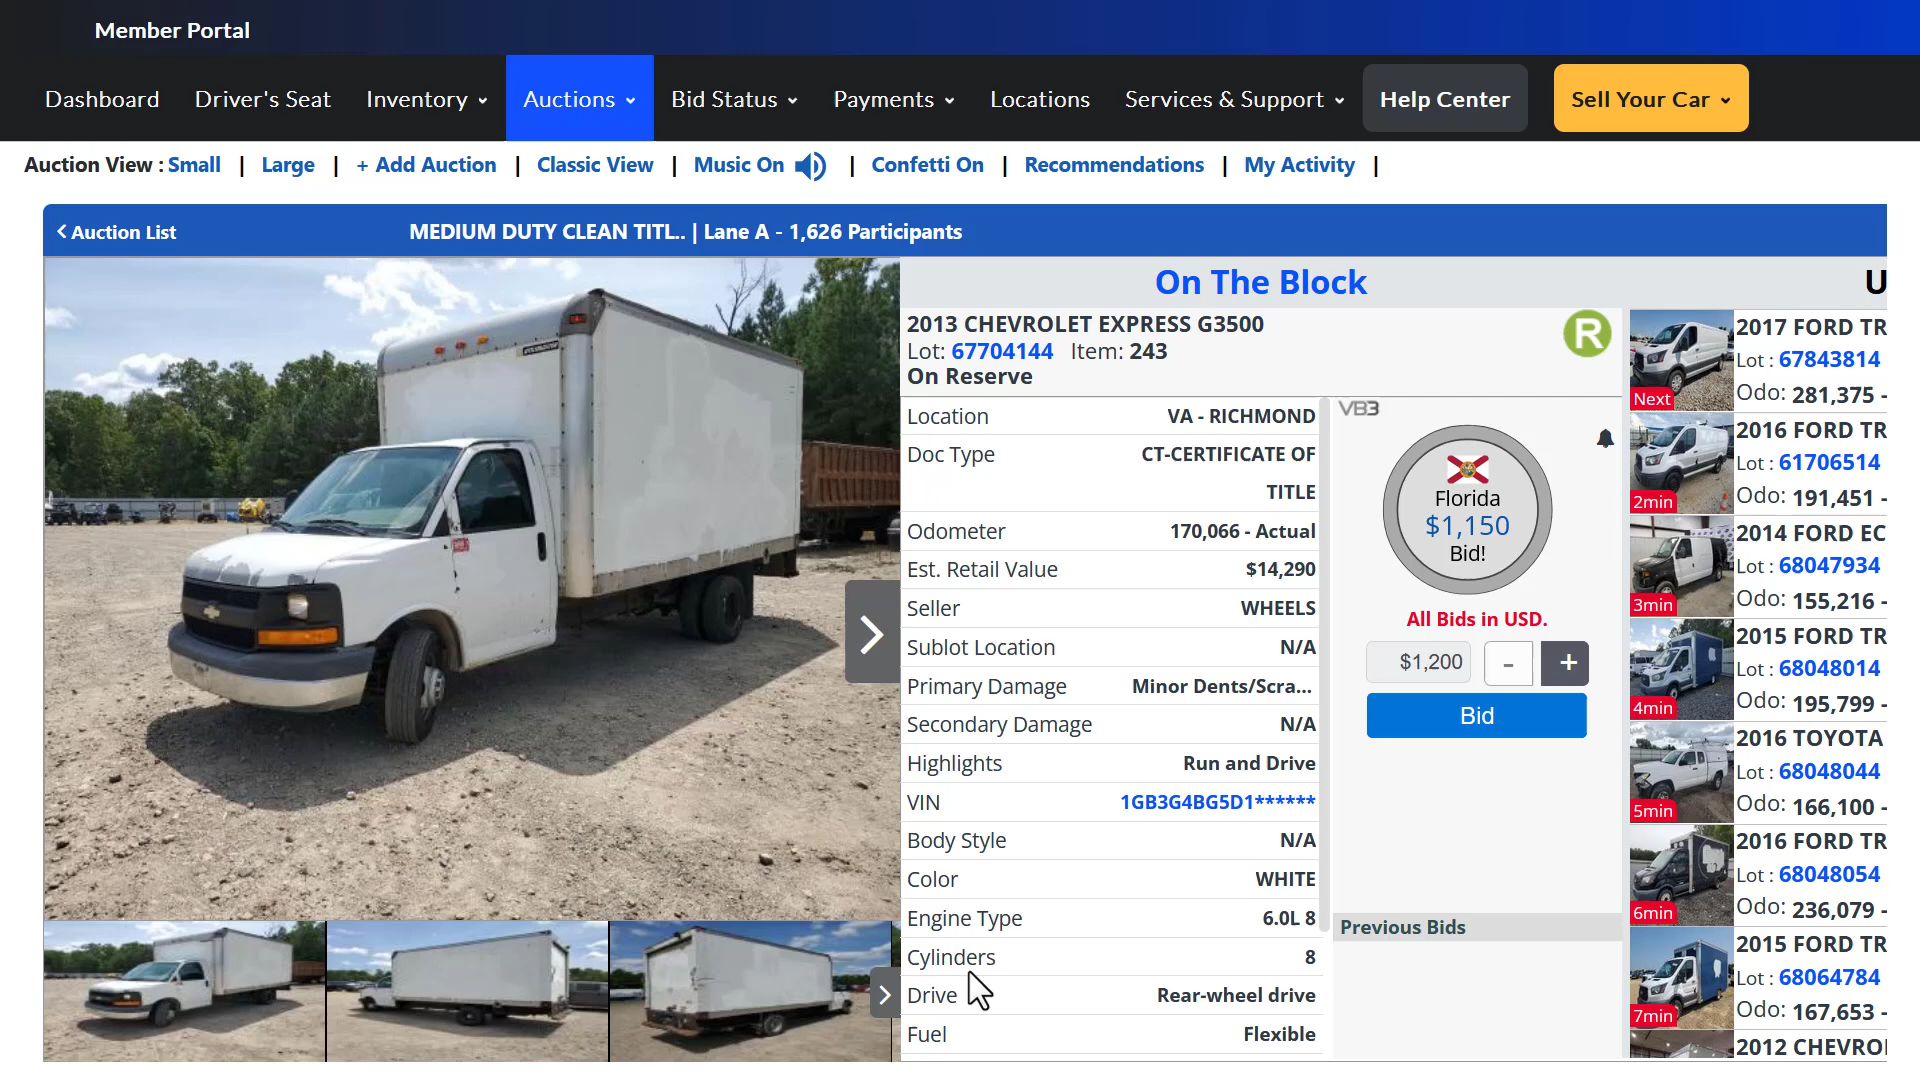 Member Portal
Dashboard Driver's Seat Inventory Auctions Bid Status Payments Locations Services & Support Help Center Sell Your Car
Auction View : Small | Large | + Add Auction | Classic View | Music On | Confetti On | Recommendations | My Activity |
Auction List MEDIUM DUTY CLEAN TITL.. | Lane A - 1,626 Participants
On The Block
U
2013 CHEVROLET EXPRESS G3500
Lot: 67704144 Item: 243
On Reserve
R
Location VA - RICHMOND
Doc Type CT-CERTIFICATE OF
TITLE
Odometer 170,066 - Actual
Est. Retail Value $14,290
Seller WHEELS
Sublot Location N/A
Primary Damage Minor Dents/Scra...
Secondary Damage N/A
Highlights Run and Drive
VIN 1GB3G4BG5D1******
Body Style N/A
Color WHITE
Engine Type 6.0L 8
Cylinders 8
Drive Rear-wheel drive
Fuel Flexible
VB3
Florida
$1,150
Bid!
All Bids in USD.
$1,200 - +
Bid
Previous Bids
2017 FORD TR
Lot : 67843814
Odo: 281,375 -
Next
2016 FORD TR
Lot : 61706514
Odo: 191,451 -
2min
2014 FORD EC
Lot : 68047934
Odo: 155,216 -
3min
2015 FORD TR
Lot : 68048014
Odo: 195,799 -
4min
2016 TOYOTA
Lot : 68048044
Odo: 166,100 -
5min
2016 FORD TR
Lot : 68048054
Odo: 236,079 -
6min
2015 FORD TR
Lot : 68064784
Odo: 167,653 -
7min
2012 CHEVROL